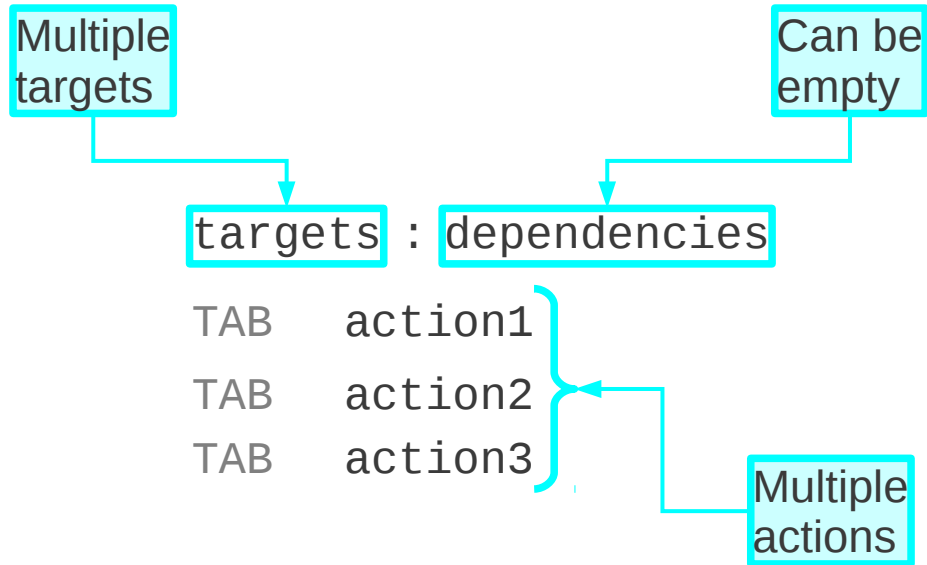 Multiple
targets
Can be
empty
targets : dependencies
TAB action1
TAB action2
TAB action3
Multiple
actions